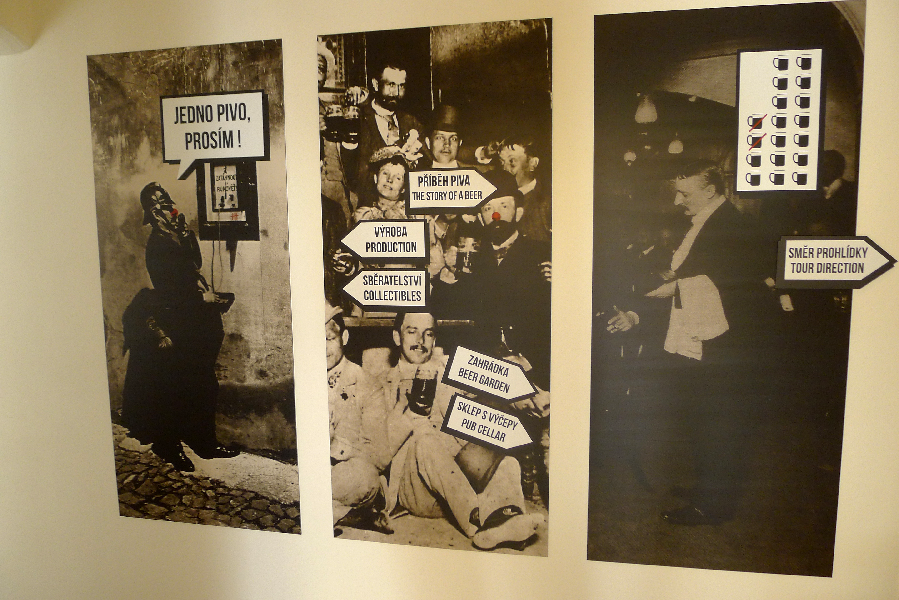 JEDNO PIVO,
PROSÍM !
PŘÍBĚH PIVA
THE STORY OF A BEER
VÝROBA
PRODUCTION
SBĚRATELSTVÍ
COLLECTIBLES
ZAHRÁDKA
BEER GARDEN
SKLEP S VÝČEPY
PUB CELLAR
SMĚR PROHLÍDKY
TOUR DIRECTION